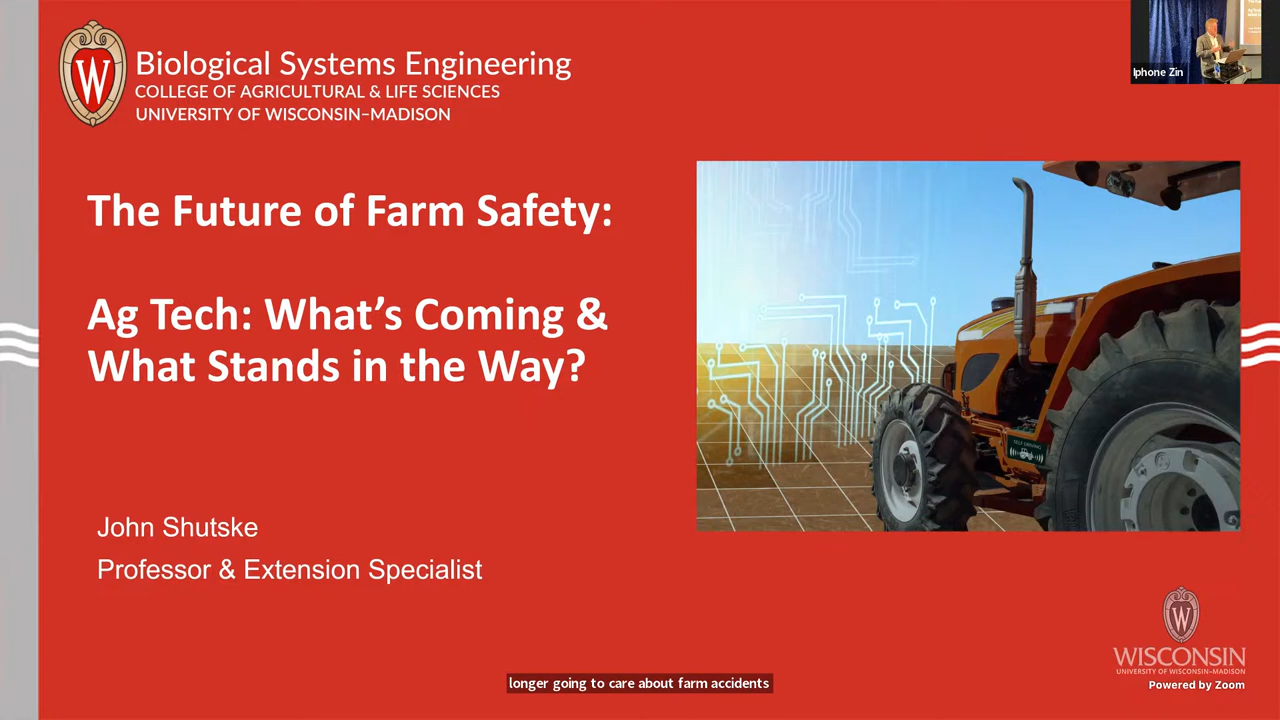 W
Biological Systems Engineering
COLLEGE OF AGRICULTURAL & LIFE SCIENCES
UNIVERSITY OF WISCONSIN–MADISON
Iphone Zin
The Future of Farm Safety:
Ag Tech: What's Coming &
What Stands in the Way?
SELF DRIVING
John Shutske
Professor & Extension Specialist
W
WISCONSIN
UNIVERSITY OF WISCONSIN–MADISON
Powered by Zoom
longer going to care about farm accidents